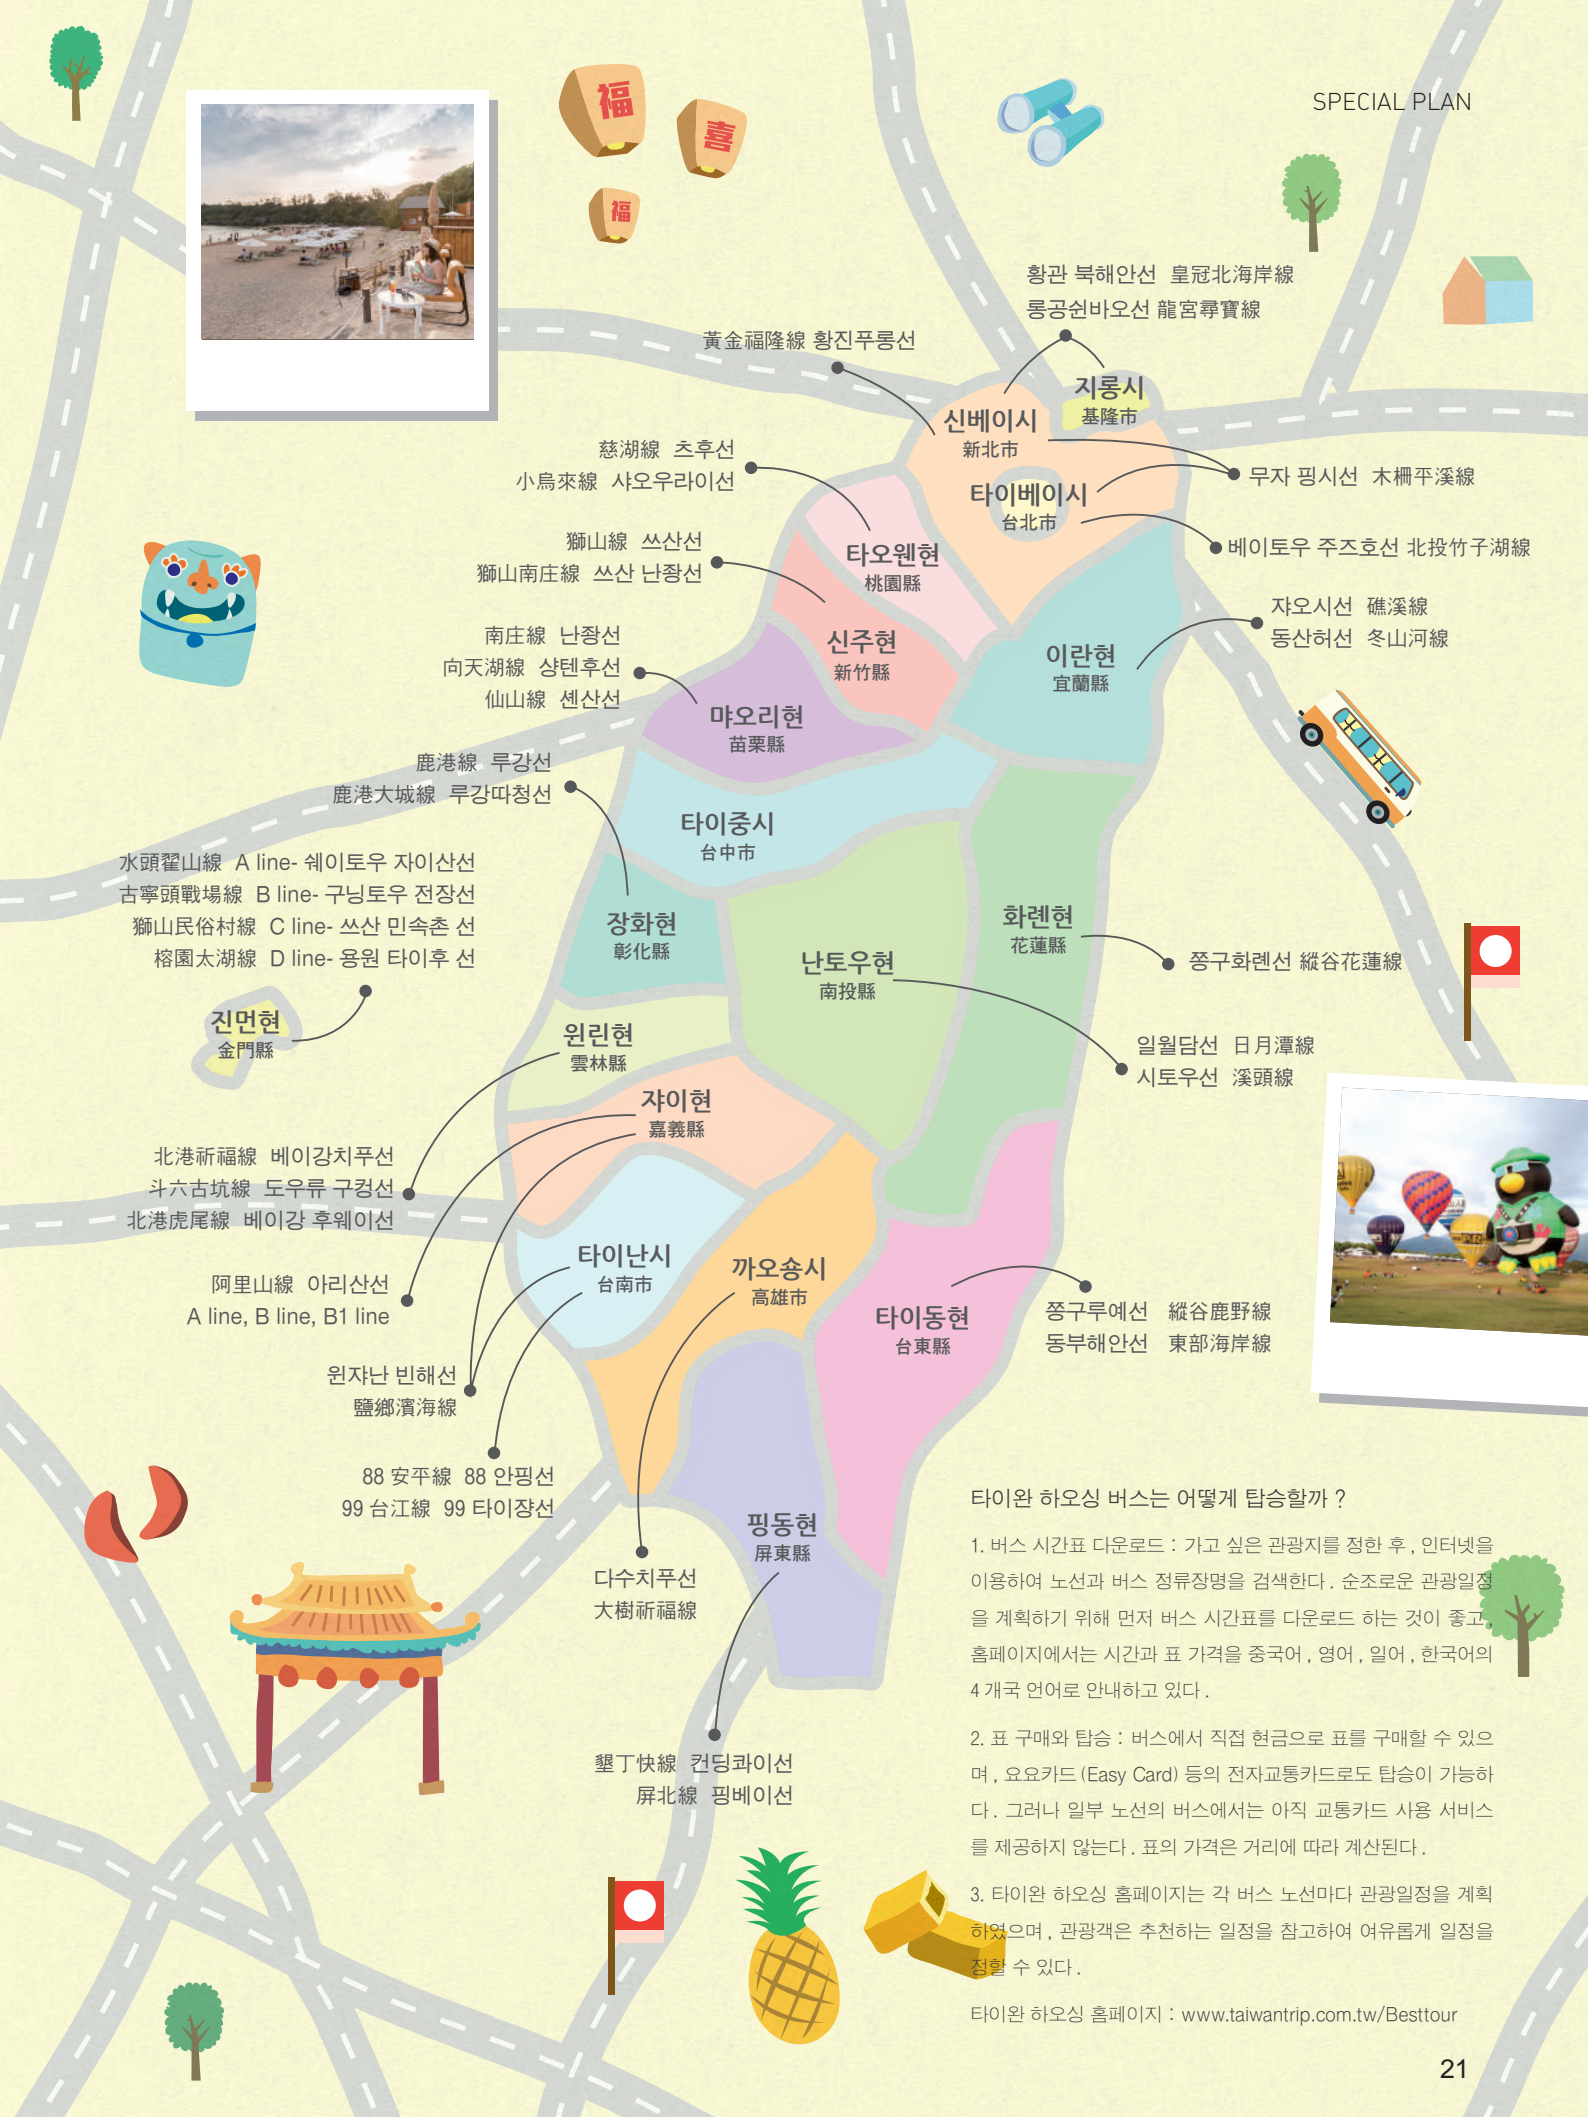 SPECIAL PLAN
福
喜
福
황관 북해안선 皇冠北海岸線
롱공쉰바오선 龍宮尋寶線
黃金福隆線 황진푸롱선
지롱시
基隆市
신베이시
新北市
慈湖線 츠후선
小烏來線 샤오우라이선
무자 핑시선 木柵平溪線
타이베이시
台北市
獅山線 쓰산선
獅山南庄線 쓰산 난좡선
베이토우 주즈호선 北投竹子湖線
타오웬현
桃園縣
쟈오시선 礁溪線
동산허선 冬山河線
南庄線 난좡선
向天湖線 샹텐후선
仙山線 셴산선
신주현
新竹縣
이란현
宜蘭縣
먀오리현
苗栗縣
鹿港線 루강선
鹿港大城線 루강따청선
타이중시
台中市
水頭翟山線 A line- 쉐이토우 자이산선
古寧頭戰場線 B line- 구닝토우 전장선
獅山民俗村線 C line- 쓰산 민속촌 선
榕園太湖線 D line- 용원 타이후 선
장화현
彰化縣
화롄현
花蓮縣
쫑구화롄선 縱谷花蓮線
난토우현
南投縣
진먼현
金門縣
윈린현
雲林縣
일월담선 日月潭線
시토우선 溪頭線
쟈이현
嘉義縣
北港祈福線 베이강치푸선
斗六古坑線 도우류 구컹선
北港虎尾線 베이강 후웨이선
타이난시
台南市
까오숑시
高雄市
阿里山線 아리산선
A line, B line, B1 line
타이동현
台東縣
쫑구루예선 縱谷鹿野線
동부해안선 東部海岸線
윈쟈난 빈해선
鹽鄉濱海線
88 安平線 88 안핑선
99 台江線 99 타이쟝선
핑동현
屏東縣
다수치푸선
大樹祈福線
墾丁快線 컨딩콰이선
屏北線 핑베이선
타이완 하오싱 버스는 어떻게 탑승할까 ?
1. 버스 시간표 다운로드 : 가고 싶은 관광지를 정한 후 , 인터넷을
이용하여 노선과 버스 정류장명을 검색한다 . 순조로운 관광일정
을 계획하기 위해 먼저 버스 시간표를 다운로드 하는 것이 좋고 .
홈페이지에서는 시간과 표 가격을 중국어 , 영어 , 일어 , 한국어의
4 개국 언어로 안내하고 있다 .
2. 표 구매와 탑승 : 버스에서 직접 현금으로 표를 구매할 수 있으
며 , 요요카드 (Easy Card) 등의 전자교통카드로도 탑승이 가능하
다 . 그러나 일부 노선의 버스에서는 아직 교통카드 사용 서비스
를 제공하지 않는다 . 표의 가격은 거리에 따라 계산된다 .
3. 타이완 하오싱 홈페이지는 각 버스 노선마다 관광일정을 계획
하였으며 , 관광객은 추천하는 일정을 참고하여 여유롭게 일정을
정할 수 있다 .
타이완 하오싱 홈페이지 : www.taiwantrip.com.tw/Besttour
21